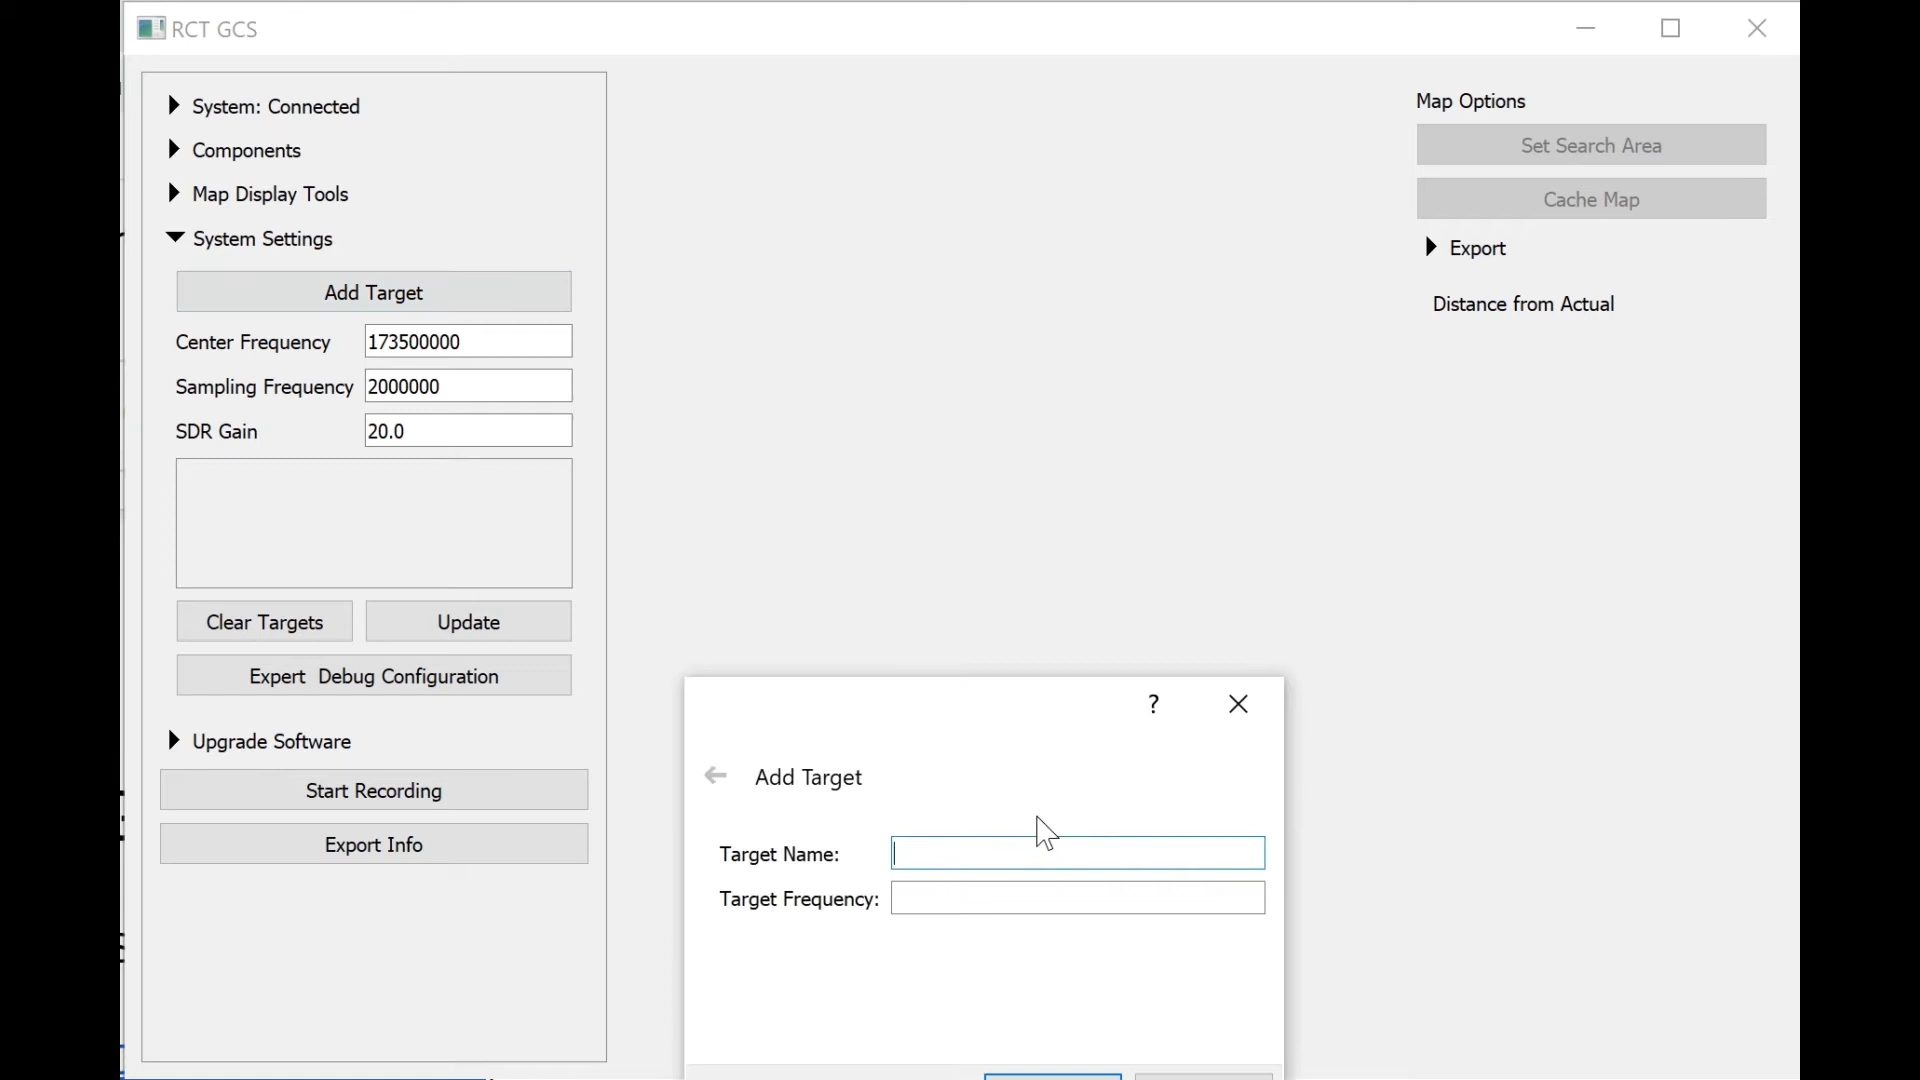 RCT GCS
System: Connected
Components
Map Display Tools
System Settings
Add Target
Center Frequency 173500000
Sampling Frequency 2000000
SDR Gain 20.0
Clear Targets Update
Expert Debug Configuration
Upgrade Software
Start Recording
Export Info
Map Options
Set Search Area
Cache Map
Export
Distance from Actual
?
Add Target
Target Name:
Target Frequency: